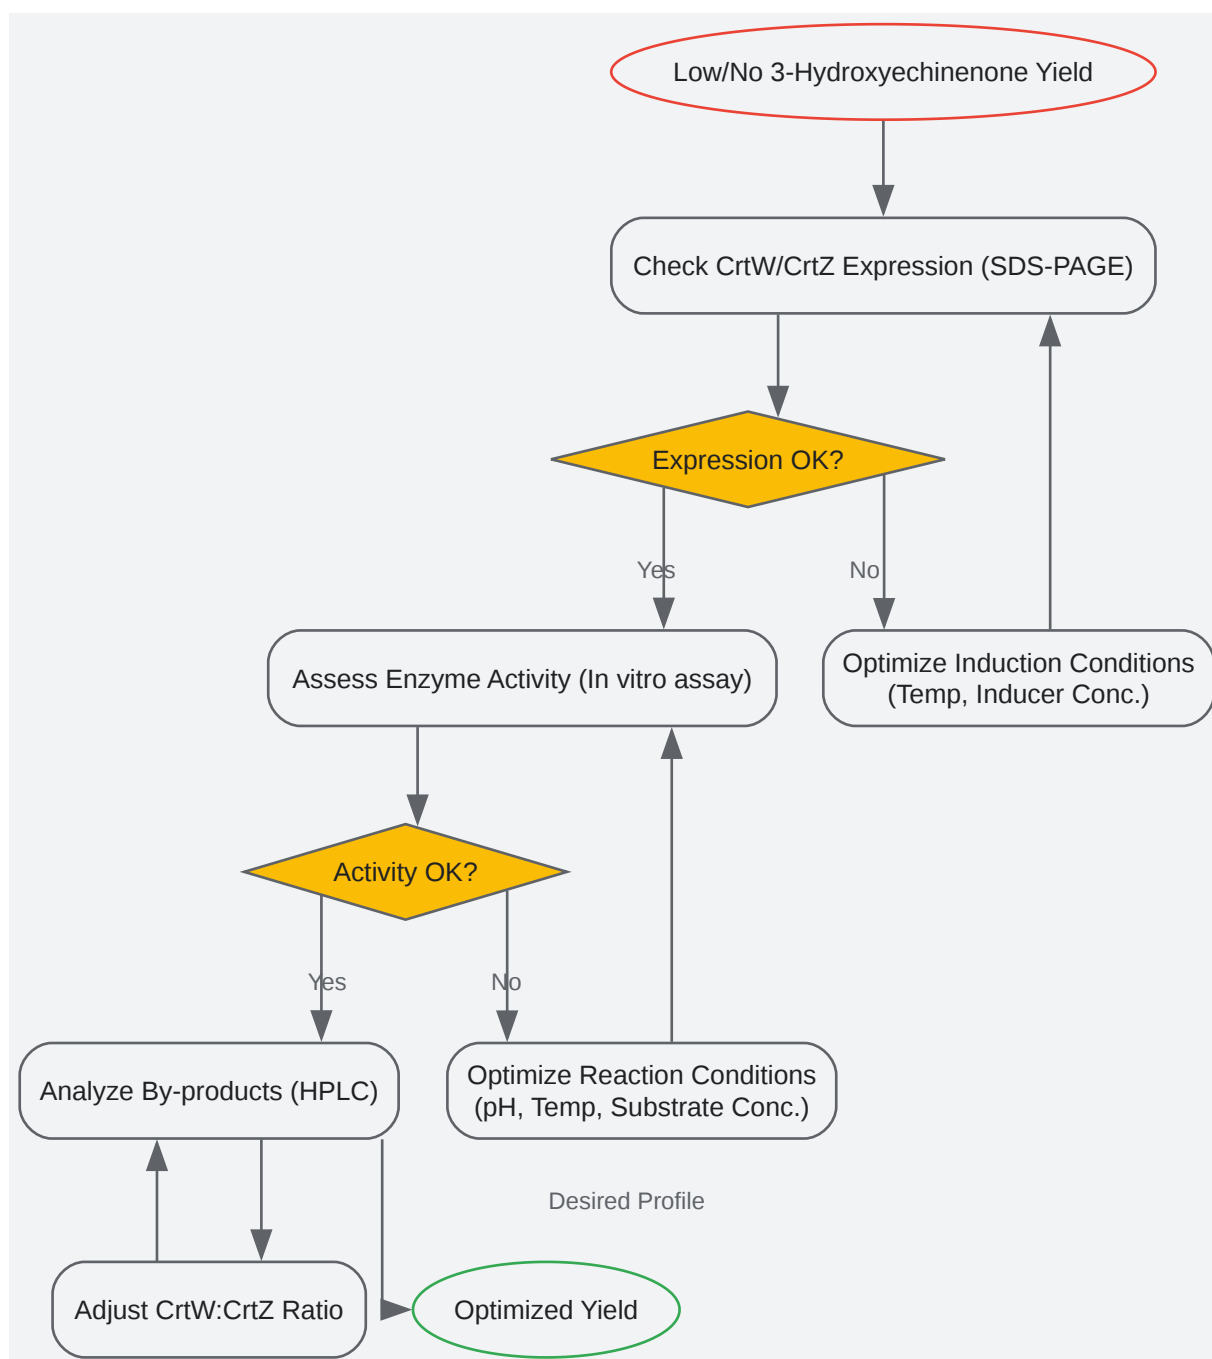 Low/No 3-Hydroxyechinenone Yield
Check CrtW/CrtZ Expression (SDS-PAGE)
Expression OK?
Yes
No
Assess Enzyme Activity (In vitro assay)
Optimize Induction Conditions
(Temp, Inducer Conc.)
Activity OK?
Yes
No
Analyze By-products (HPLC)
Optimize Reaction Conditions
(pH, Temp, Substrate Conc.)
Desired Profile
Adjust CrtW:CrtZ Ratio
Optimized Yield